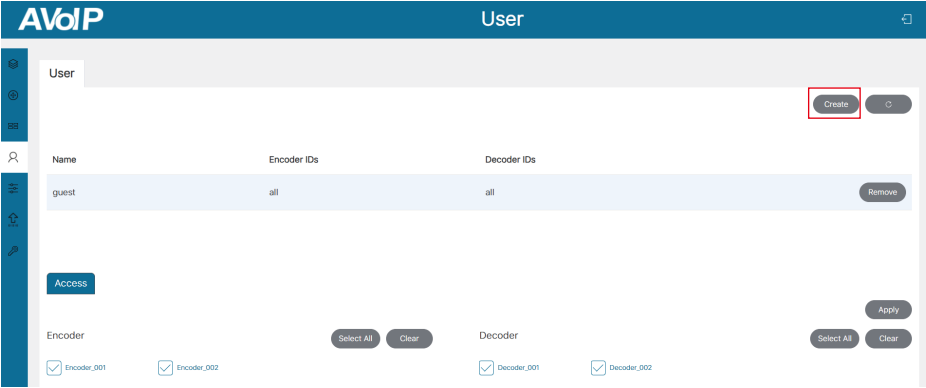 AVoIP User
User
Create
Name Encoder IDs Decoder IDs
guest all all Remove
Access
Apply
Encoder Select All Clear Decoder Select All Clear
Encoder_001 Encoder_002 Decoder_001 Decoder_002